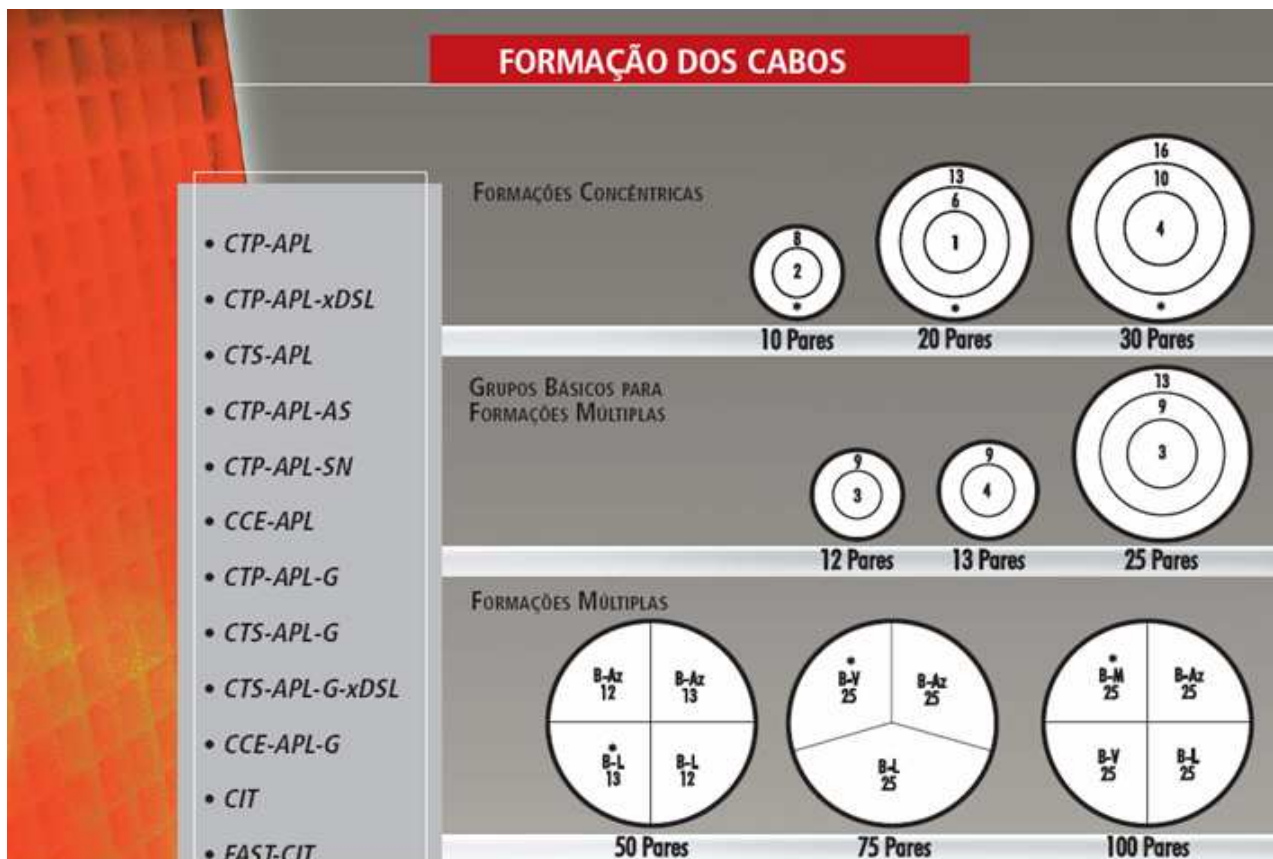 FORMAÇÃO DOS CABOS
• CTP-APL
• CTP-APL-xDSL
• CTS-APL
• CTP-APL-AS
• CTP-APL-SN
• CCE-APL
• CTP-APL-G
• CTS-APL-G
• CTS-APL-G-xDSL
• CCE-APL-G
• CIT
• FAST-CIT
FORMAÇÕES CONCÊNTRICAS
8
2
•
10 Pares
13
6
1
•
20 Pares
16
10
4
•
30 Pares
GRUPOS BÁSICOS PARA
FORMAÇÕES MÚLTIPLAS
9
3
12 Pares
9
4
13 Pares
13
9
3
25 Pares
FORMAÇÕES MÚLTIPLAS
B-Az
12
B-Az
13
•
B-L
13
B-L
12
50 Pares
•
B-V
25
B-Az
25
B-L
25
75 Pares
•
B-M
25
B-Az
25
B-V
25
B-L
25
100 Pares